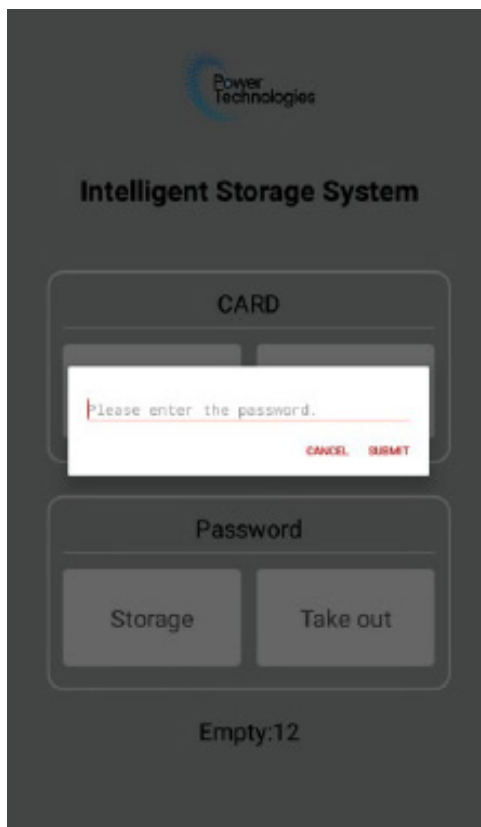 Power
Technologies
Intelligent Storage System
CARD
Please enter the password.
CANCEL SUBMIT
Password
Storage Take out
Empty:12